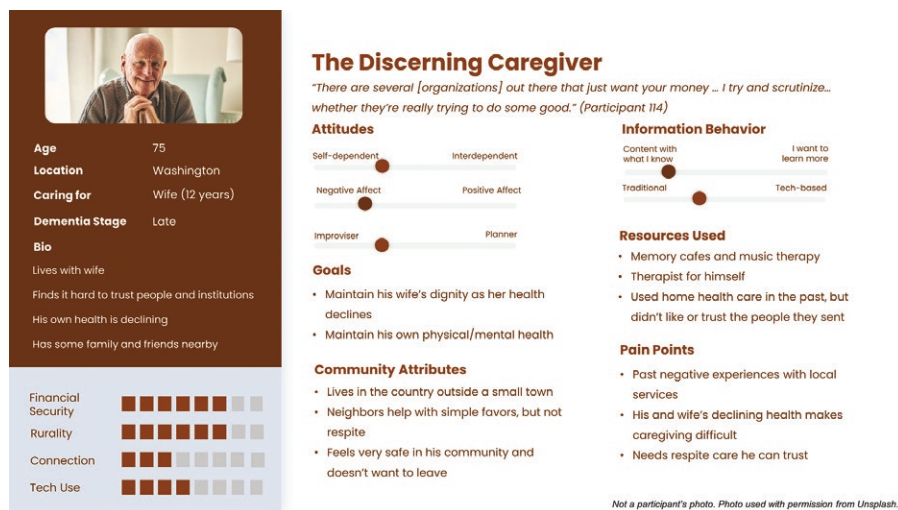 Age 75
Location Washington
Caring for Wife (12 years)
Dementia Stage Late
Bio
Lives with wife
Finds it hard to trust people and institutions
His own health is declining
Has some family and friends nearby
Financial
Security
Rurality
Connection
Tech Use
The Discerning Caregiver
“There are several [organizations] out there that just want your money … I try and scrutinize…
whether they’re really trying to do some good.” (Participant 114)
Attitudes
Self-dependent Interdependent
Negative Affect Positive Affect
Improviser Planner
Goals
• Maintain his wife’s dignity as her health
declines
• Maintain his own physical/mental health
Community Attributes
• Lives in the country outside a small town
• Neighbors help with simple favors, but not
respite
• Feels very safe in his community and
doesn’t want to leave
Information Behavior
Content with I want to
what I know learn more
Traditional Tech-based
Resources Used
• Memory cafes and music therapy
• Therapist for himself
• Used home health care in the past, but
didn’t like or trust the people they sent
Pain Points
• Past negative experiences with local
services
• His and wife’s declining health makes
caregiving difficult
• Needs respite care he can trust
Not a participant's photo. Photo used with permission from Unsplash.